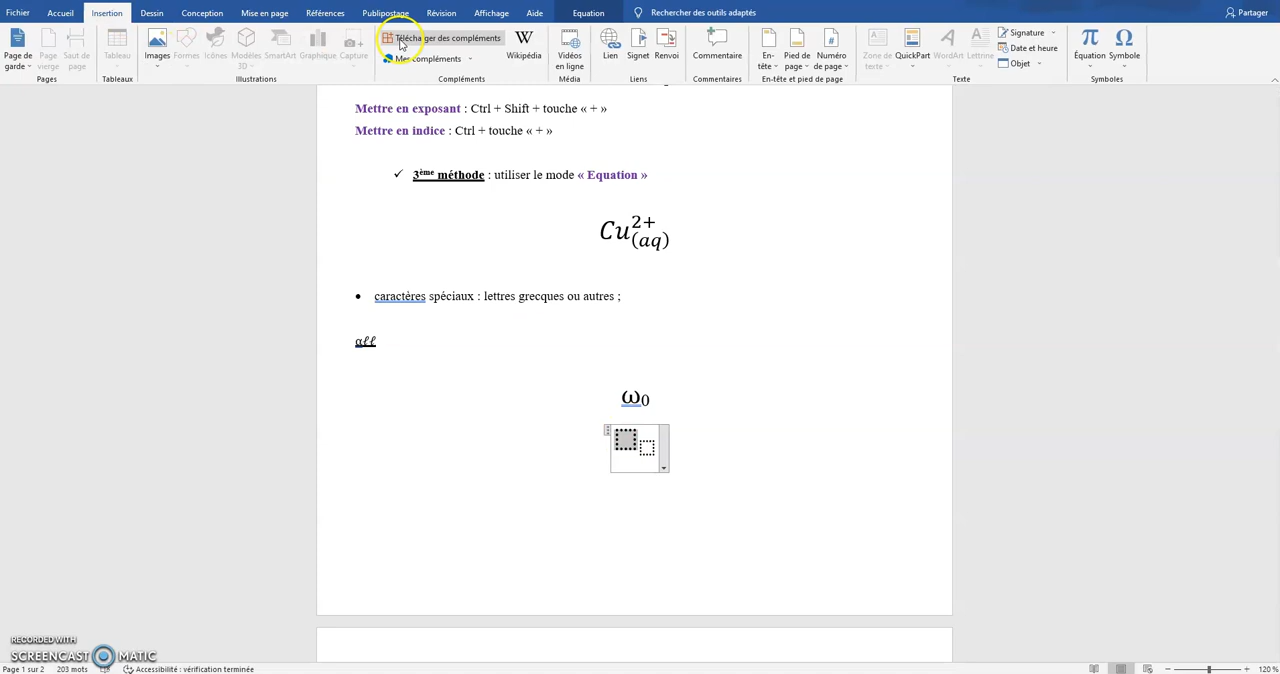 Fichier Accueil Insertion Dessin Conception Mise en page Références Publipostage Révision Affichage Aide Equation Rechercher des outils adaptés Partager
Page de garde
Page vierge
Saut de page
Tableau
Images
Formes
Icônes
Modèles 3D
SmartArt
Graphique
Capture
Télécharger des compléments
Mes compléments
W
Wikipédia
Vidéos en ligne
Lien
Signet
Renvoi
Commentaire
En-tête
Pied de page
Numéro de page
Zone de texte
QuickPart
WordArt
Lettrine
Signature
Date et heure
Objet
π
Équation
Ω
Symbole
Pages Tableaux Illustrations Compléments Média Liens Commentaires En-tête et pied de page Texte Symboles
Mettre en exposant : Ctrl + Shift + touche « + »
Mettre en indice : Ctrl + touche « + »
✓ 3ème méthode : utiliser le mode « Equation »
Cu²⁺(aq)
• caractères spéciaux : lettres grecques ou autres ;
αℓℓ
ω₀
RECORDED WITH
SCREENCAST MATIC
Page 1 sur 2 203 mots Accessibilité : vérification terminée 120 %